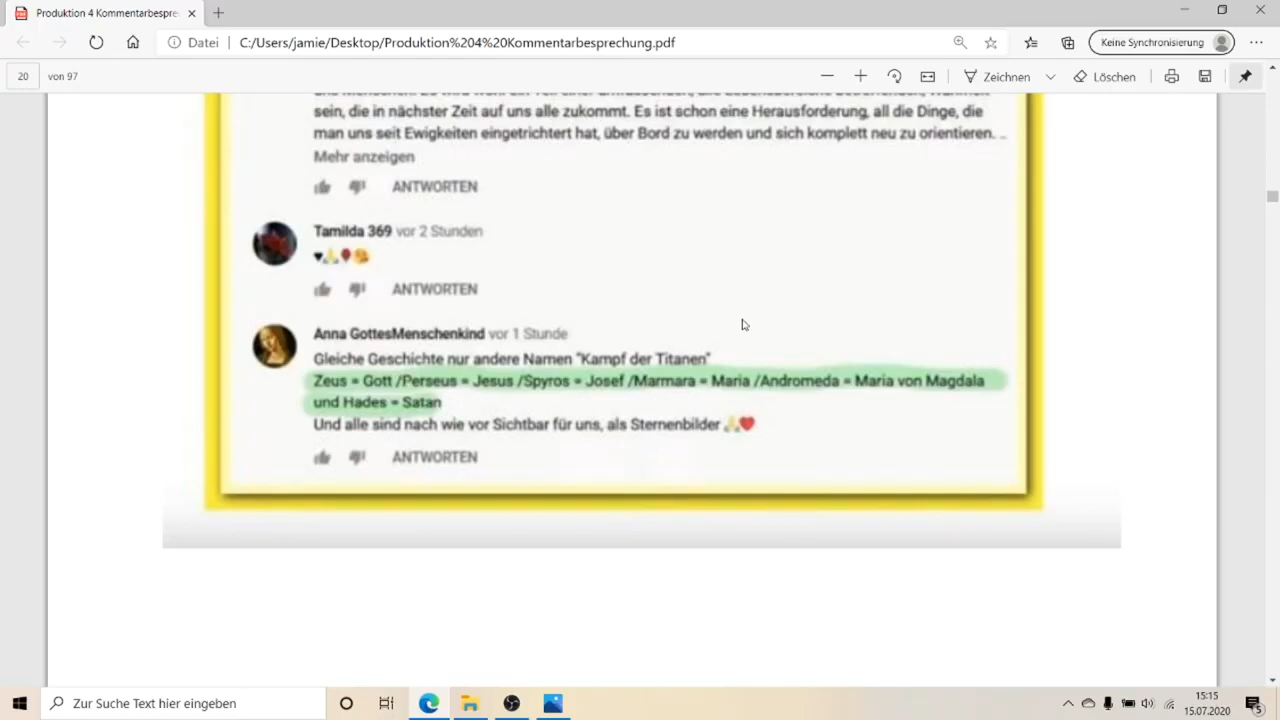 Produktion 4 Kommentarbespre
Datei C:/Users/jamie/Desktop/Produktion%204%20Kommentarbesprechung.pdf
Keine Synchronisierung
20 von 97
Zeichnen
Löschen
sein, die in nächster Zeit auf uns alle zukommt. Es ist schon eine Herausforderung, all die Dinge, die
man uns seit Ewigkeiten eingetrichtert hat, über Bord zu werden und sich komplett neu zu orientieren. ..
Mehr anzeigen
ANTWORTEN
Tamilda 369 vor 2 Stunden
♥🙏🌹😘
ANTWORTEN
Anna GottesMenschenkind vor 1 Stunde
Gleiche Geschichte nur andere Namen "Kampf der Titanen"
Zeus = Gott /Perseus = Jesus /Spyros = Josef /Marmara = Maria /Andromeda = Maria von Magdala
und Hades = Satan
Und alle sind nach wie vor Sichtbar für uns, als Sternenbilder 🙏❤
ANTWORTEN
Zur Suche Text hier eingeben
15:15
15.07.2020
5